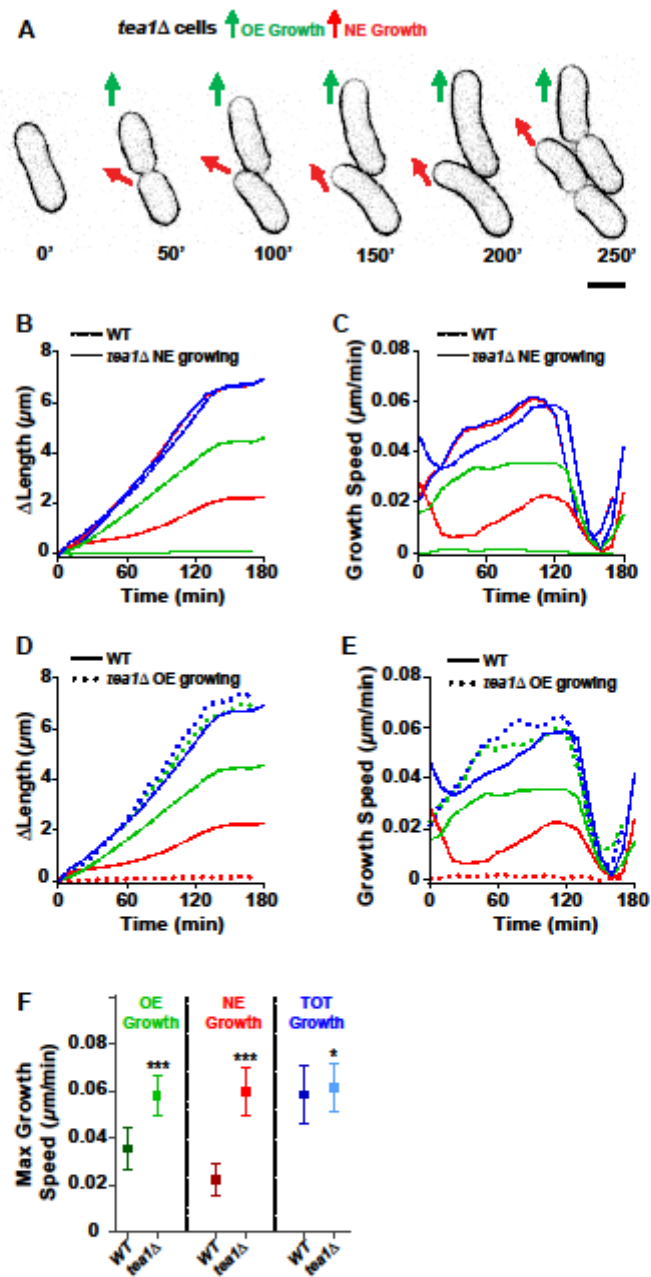 A
tea1Δ cells OE Growth NE Growth
0' 50' 100' 150' 200' 250'
B
WT
tea1Δ NE growing
ΔLength (µm)
8
4
2
0
0 60 120 180
Time (min)
C
WT
tea1Δ NE growing
Growth Speed (µm/min)
0.08
0.06
0.04
0.02
0
0 60 120 180
Time (min)
D
WT
tea1Δ OE growing
ΔLength (µm)
8
4
2
0
0 60 120 180
Time (min)
E
WT
tea1Δ OE growing
Growth Speed (µm/min)
0.08
0.06
0.04
0.02
0
0 60 120 180
Time (min)
F
OE Growth
NE Growth
TOT Growth
*** *** *
Max Growth Speed (µm/min)
0.08
0.06
0.04
0.02
0
WT tea1Δ WT tea1Δ WT tea1Δ